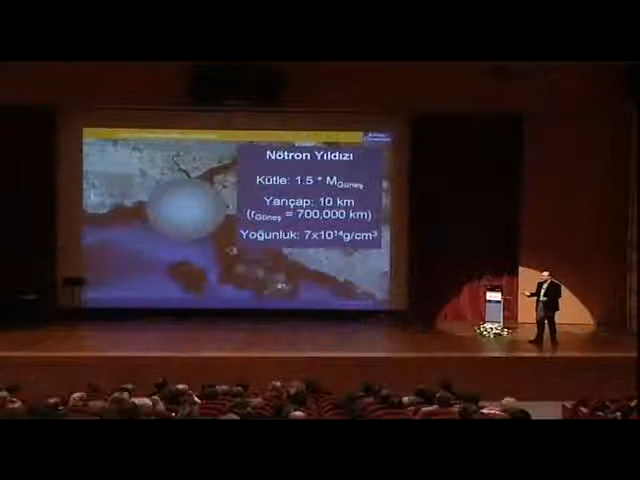 Nötron Yıldızı
Kütle: 1.5 * MGüneş
Yarıçap: 10 km
(rGüneş = 700,000 km)
Yoğunluk: 7x10¹⁴g/cm³